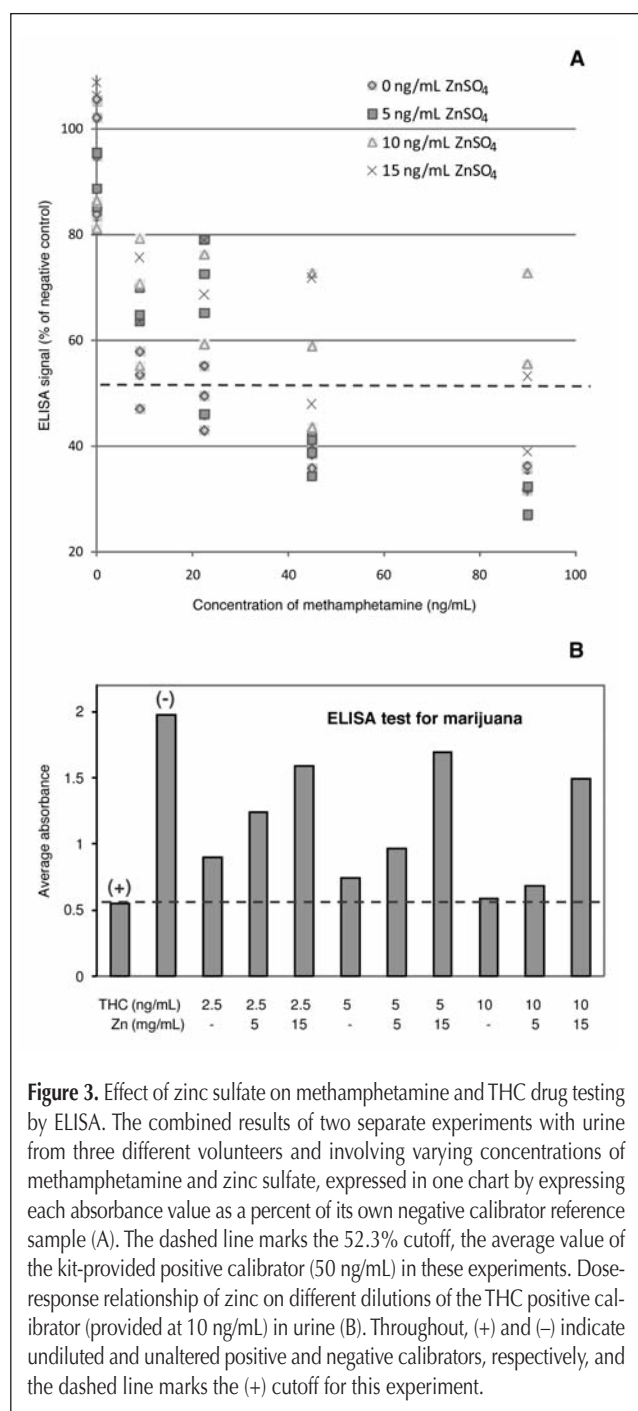 A
0 ng/mL ZnSO₄
5 ng/mL ZnSO₄
10 ng/mL ZnSO₄
15 ng/mL ZnSO₄
ELISA signal (% of negative control)
100
80
60
40
20
0 20 40 60 80 100
Concentration of methamphetamine (ng/mL)
B
ELISA test for marijuana
Average absorbance
2
1.5
1
0.5
0
(+)
(-)
THC (ng/mL) 2.5 2.5 2.5 5 5 5 10 10 10
Zn (mg/mL) - 5 15 - 5 15 - 5 15
Figure 3. Effect of zinc sulfate on methamphetamine and THC drug testing
by ELISA. The combined results of two separate experiments with urine
from three different volunteers and involving varying concentrations of
methamphetamine and zinc sulfate, expressed in one chart by expressing
each absorbance value as a percent of its own negative calibrator reference
sample (A). The dashed line marks the 52.3% cutoff, the average value of
the kit-provided positive calibrator (50 ng/mL) in these experiments. Dose-
response relationship of zinc on different dilutions of the THC positive cal-
ibrator (provided at 10 ng/mL) in urine (B). Throughout, (+) and (–) indicate
undiluted and unaltered positive and negative calibrators, respectively, and
the dashed line marks the (+) cutoff for this experiment.